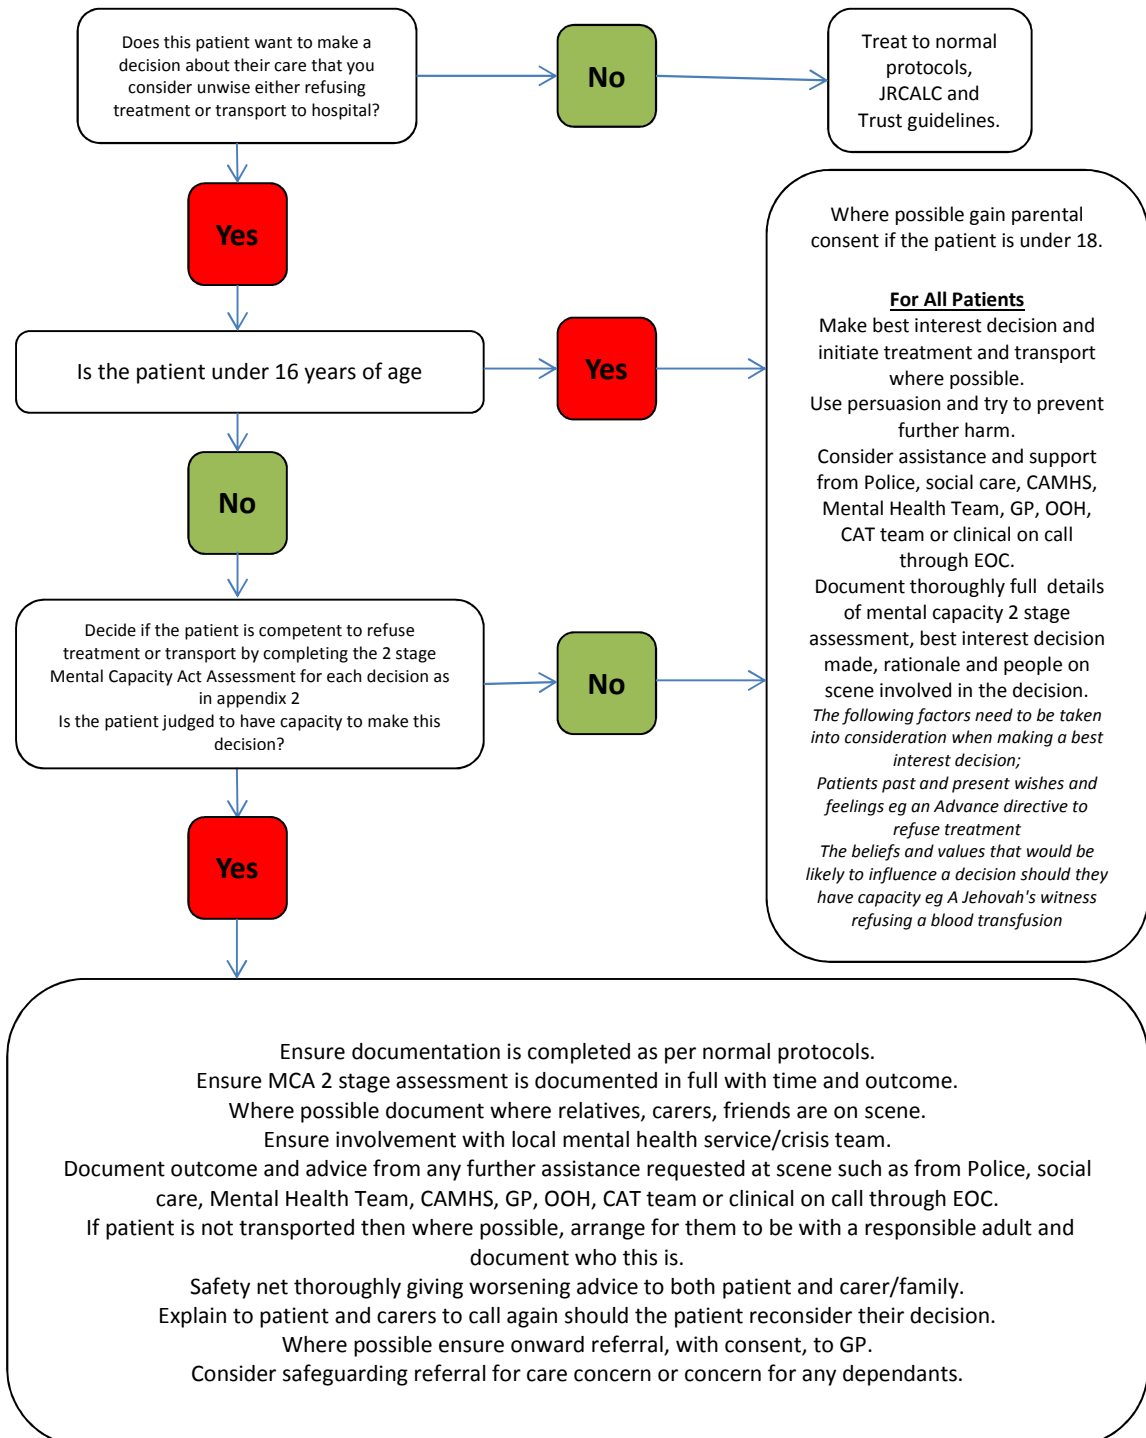 Does this patient want to make a
decision about their care that you
consider unwise either refusing
treatment or transport to hospital?
No
Treat to normal
protocols,
JRCALC and
Trust guidelines.
Yes
Is the patient under 16 years of age
Yes
Where possible gain parental
consent if the patient is under 18.
For All Patients
Make best interest decision and
initiate treatment and transport
where possible.
Use persuasion and try to prevent
further harm.
Consider assistance and support
from Police, social care, CAMHS,
Mental Health Team, GP, OOH,
CAT team or clinical on call
through EOC.
Document thoroughly full details
of mental capacity 2 stage
assessment, best interest decision
made, rationale and people on
scene involved in the decision.
The following factors need to be taken
into consideration when making a best
interest decision;
Patients past and present wishes and
feelings eg an Advance directive to
refuse treatment
The beliefs and values that would be
likely to influence a decision should they
have capacity eg A Jehovah's witness
refusing a blood transfusion
No
Decide if the patient is competent to refuse
treatment or transport by completing the 2 stage
Mental Capacity Act Assessment for each decision as
in appendix 2
Is the patient judged to have capacity to make this
decision?
No
Yes
Ensure documentation is completed as per normal protocols.
Ensure MCA 2 stage assessment is documented in full with time and outcome.
Where possible document where relatives, carers, friends are on scene.
Ensure involvement with local mental health service/crisis team.
Document outcome and advice from any further assistance requested at scene such as from Police, social
care, Mental Health Team, CAMHS, GP, OOH, CAT team or clinical on call through EOC.
If patient is not transported then where possible, arrange for them to be with a responsible adult and
document who this is.
Safety net thoroughly giving worsening advice to both patient and carer/family.
Explain to patient and carers to call again should the patient reconsider their decision.
Where possible ensure onward referral, with consent, to GP.
Consider safeguarding referral for care concern or concern for any dependants.